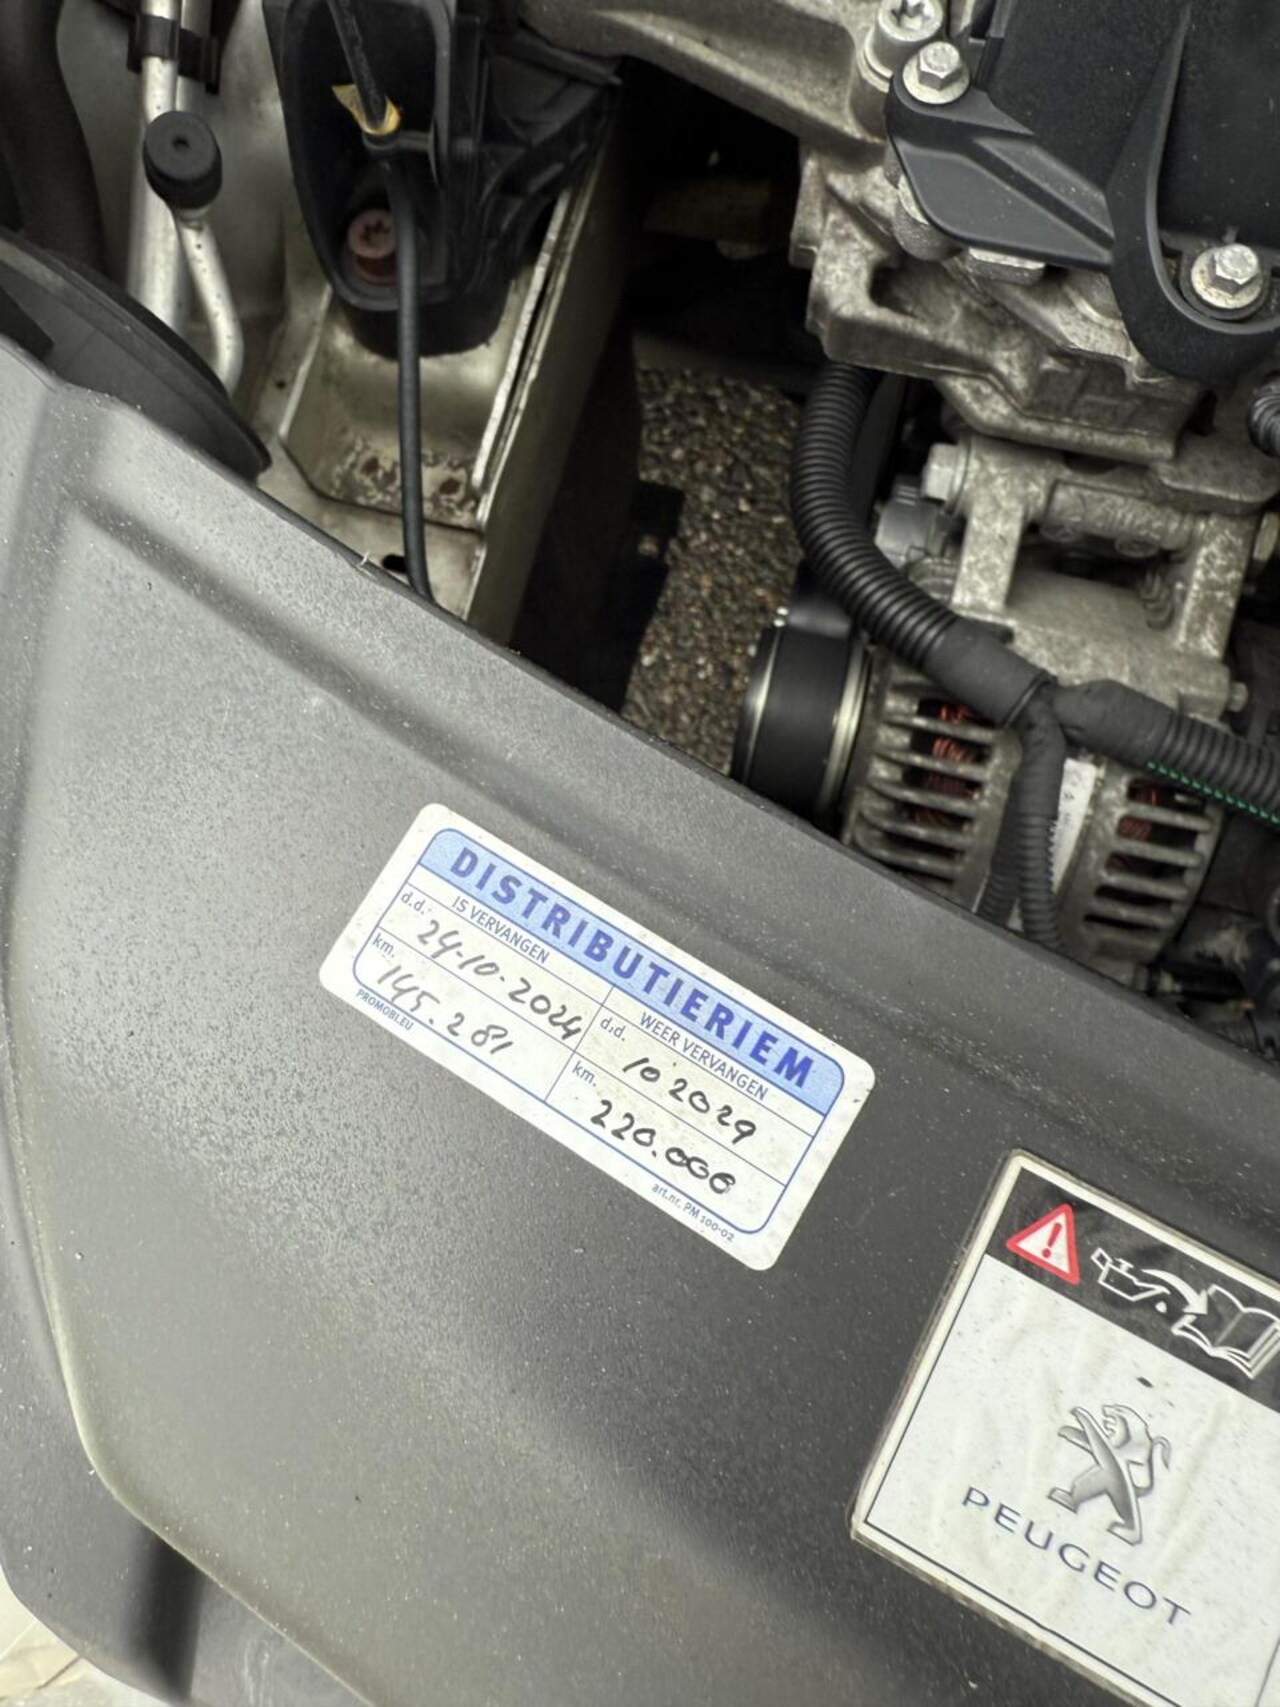 DISTRIBUTIERIEM
IS VERVANGEN
d.d. 24-10-2024
km. 145.281
WEER VERVANGEN
d.d. 10 2029
km. 220.000
PROMOBI.EU
art.nr. PM 100-02
PEUGEOT